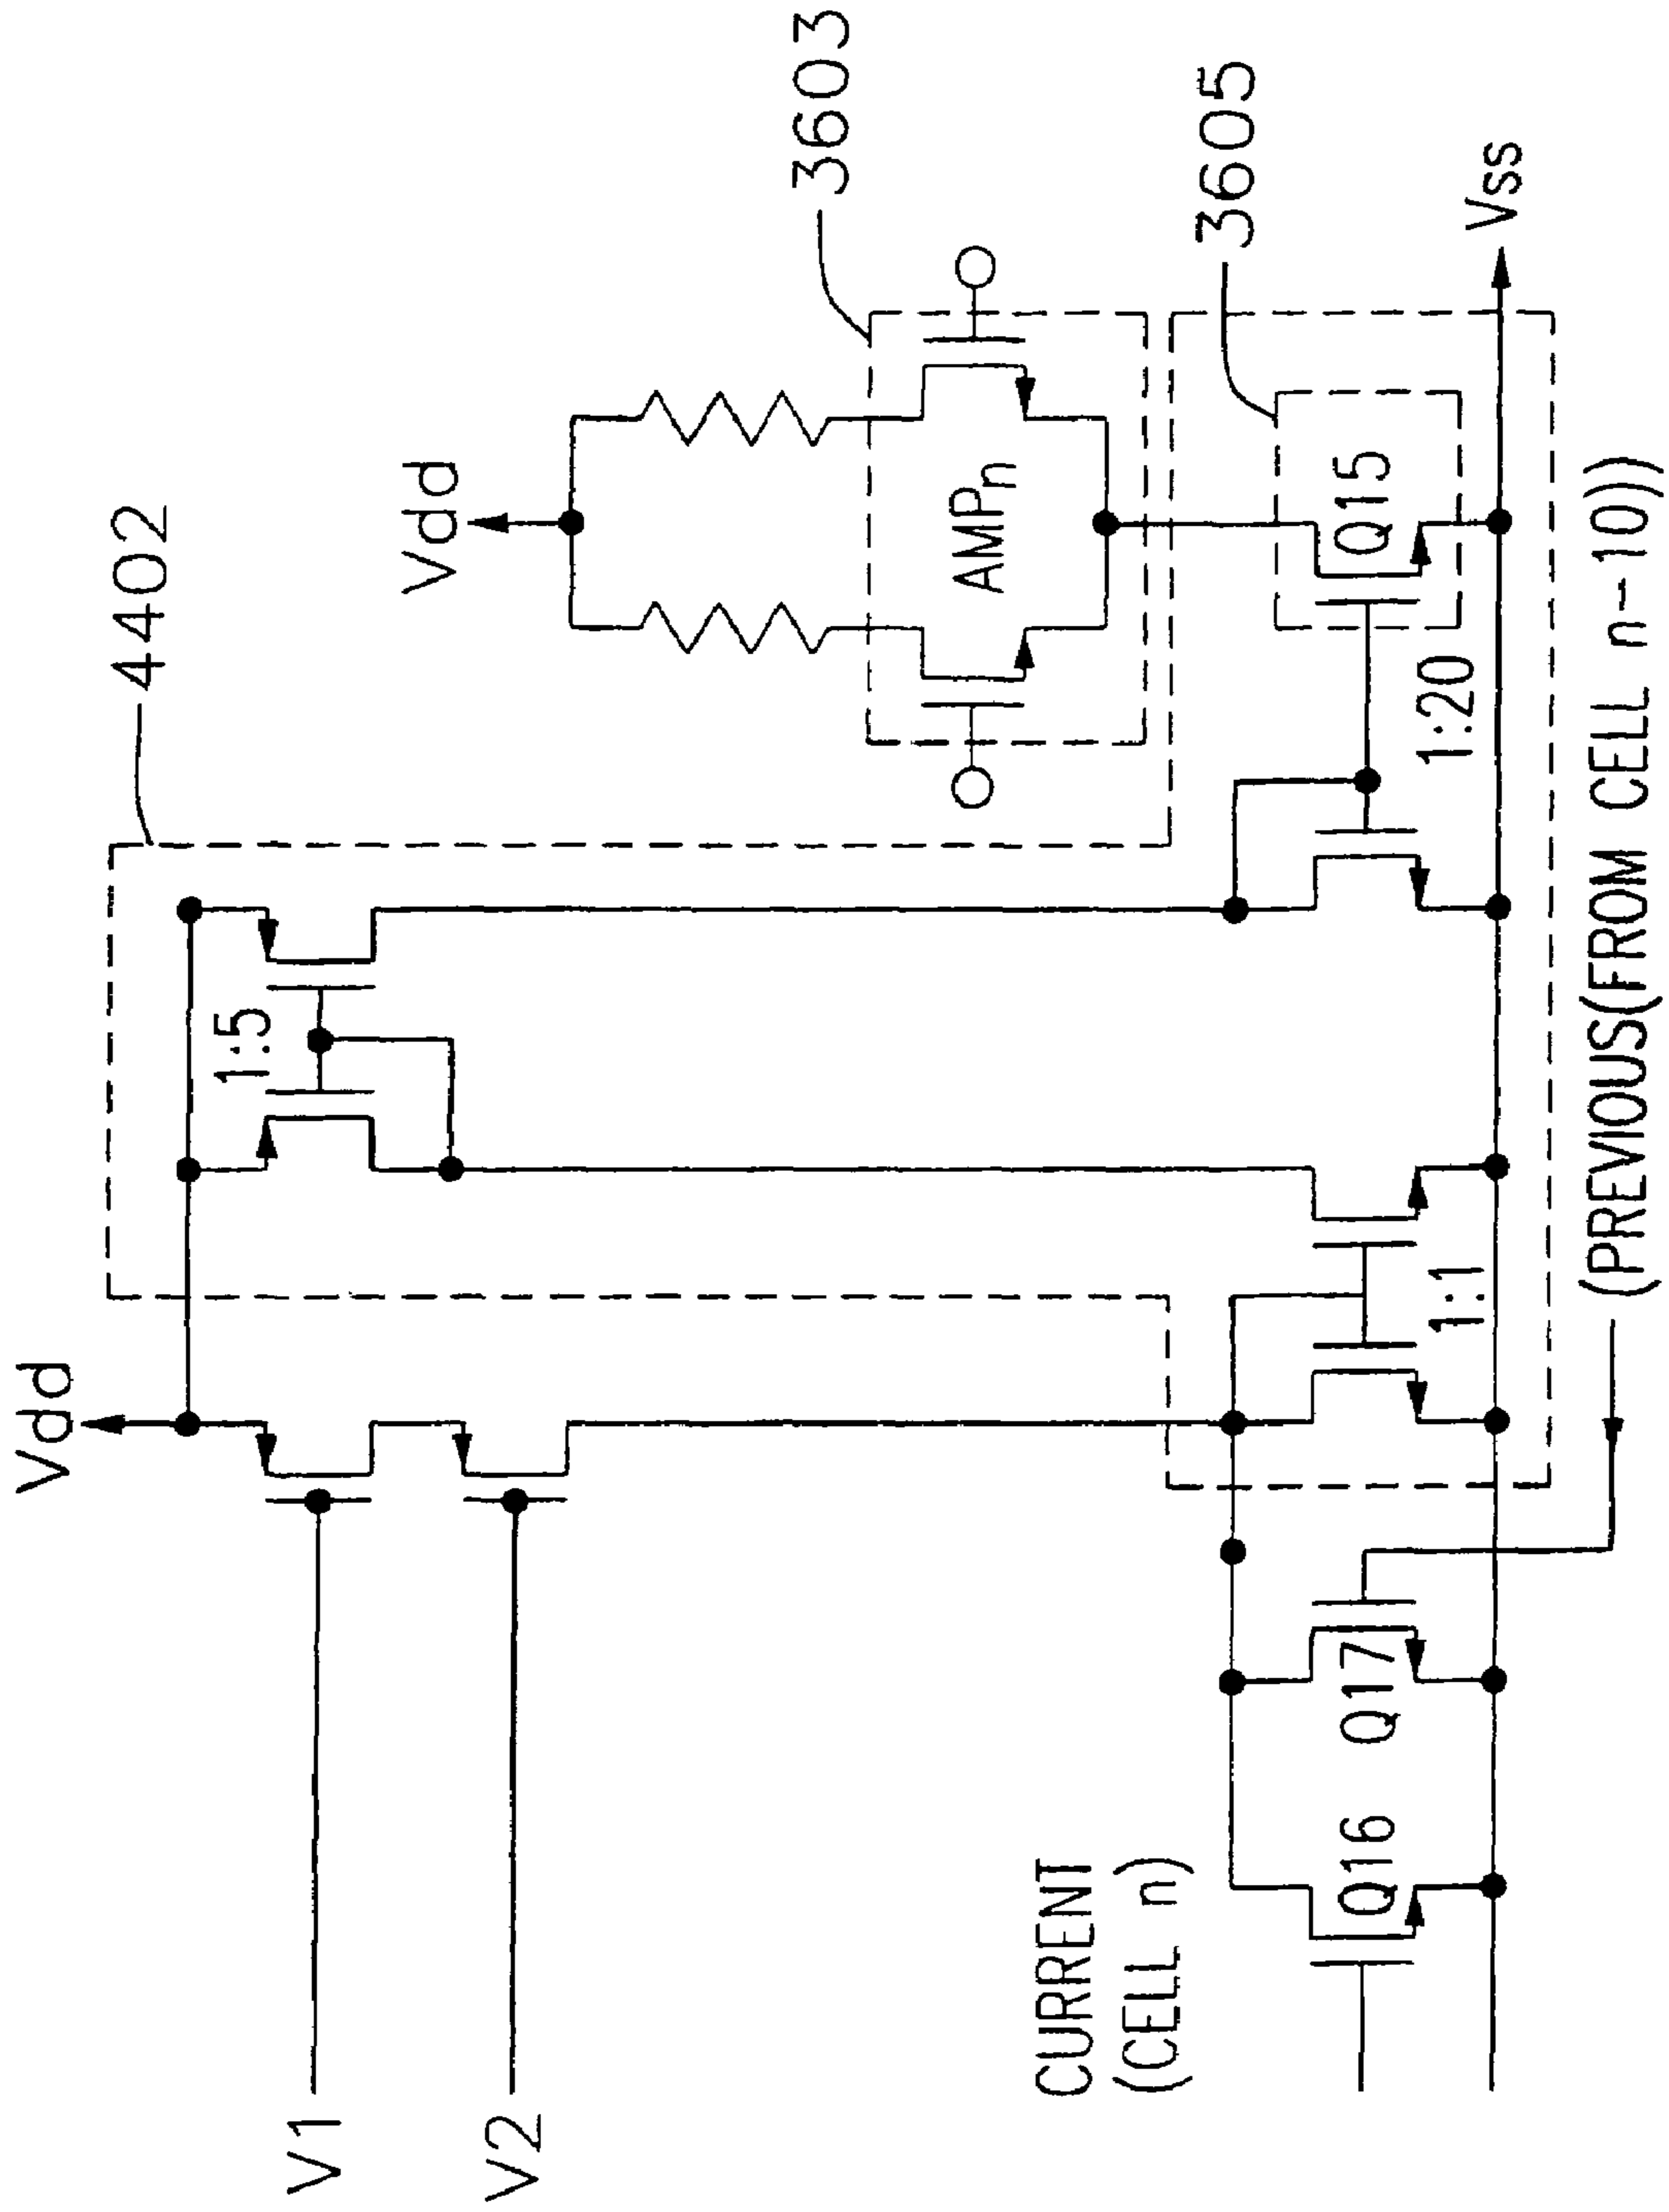 4402
Vdd
Vdd
3603
1:5
AMPn
3605
V1
V2
CURRENT
(CELL n)
Q16
Q17
1:1
1:20
Q15
Vss
(PREVIOUS(FROM CELL n-10))